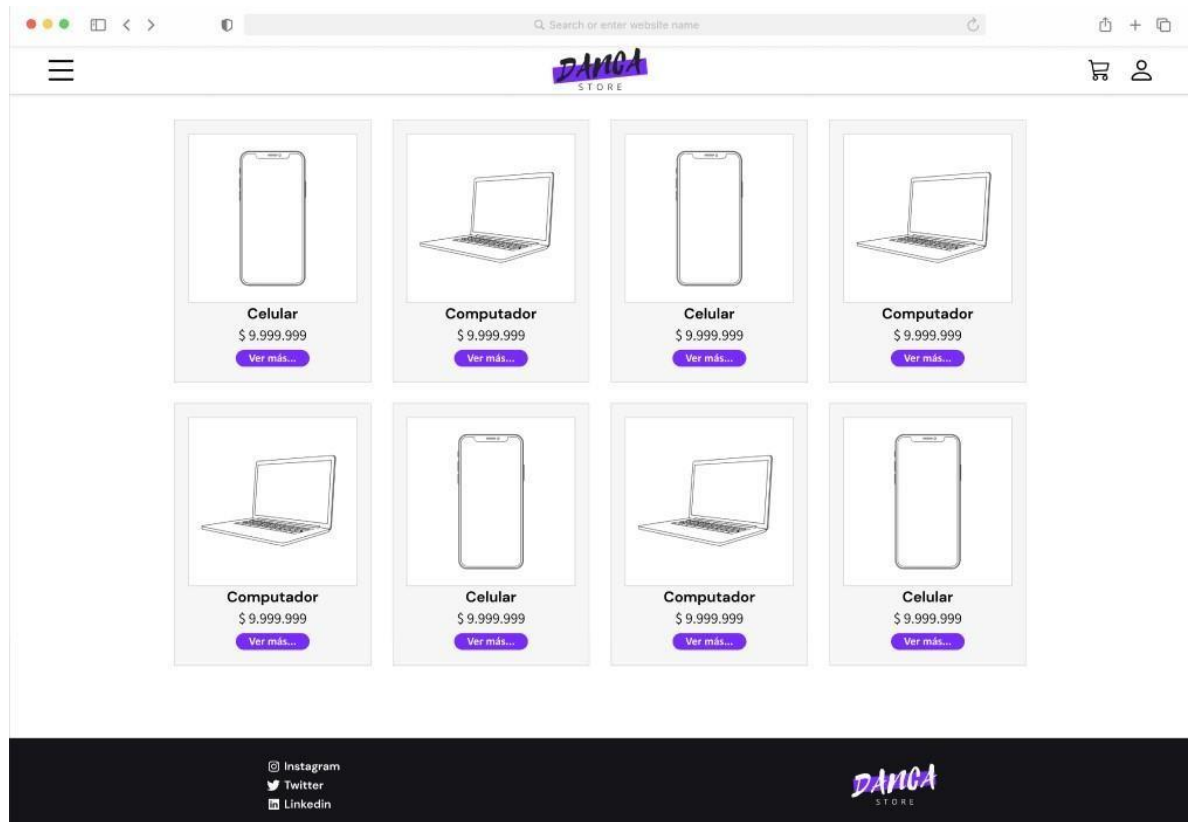 Search or enter website name
DANCA
STORE
Celular
$ 9.999.999
Ver más...
Computador
$ 9.999.999
Ver más...
Celular
$ 9.999.999
Ver más...
Computador
$ 9.999.999
Ver más...
Computador
$ 9.999.999
Ver más...
Celular
$ 9.999.999
Ver más...
Computador
$ 9.999.999
Ver más...
Celular
$ 9.999.999
Ver más...
Instagram
Twitter
Linkedin
DANCA
STORE